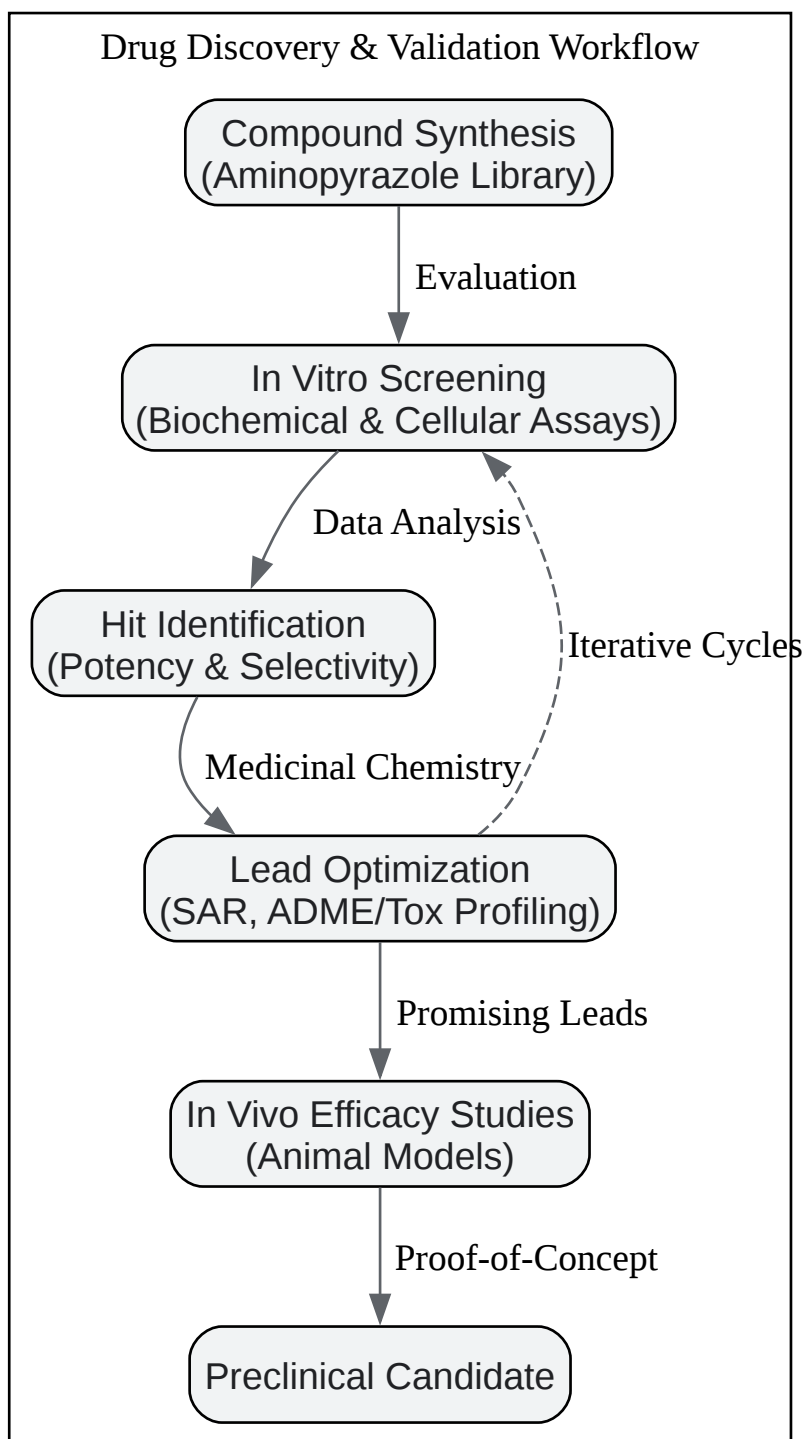 Drug Discovery & Validation Workflow
Compound Synthesis
(Aminopyrazole Library)
Evaluation
In Vitro Screening
(Biochemical & Cellular Assays)
Data Analysis
Hit Identification
(Potency & Selectivity)
Iterative Cycles
Medicinal Chemistry
Lead Optimization
(SAR, ADME/Tox Profiling)
Promising Leads
In Vivo Efficacy Studies
(Animal Models)
Proof-of-Concept
Preclinical Candidate